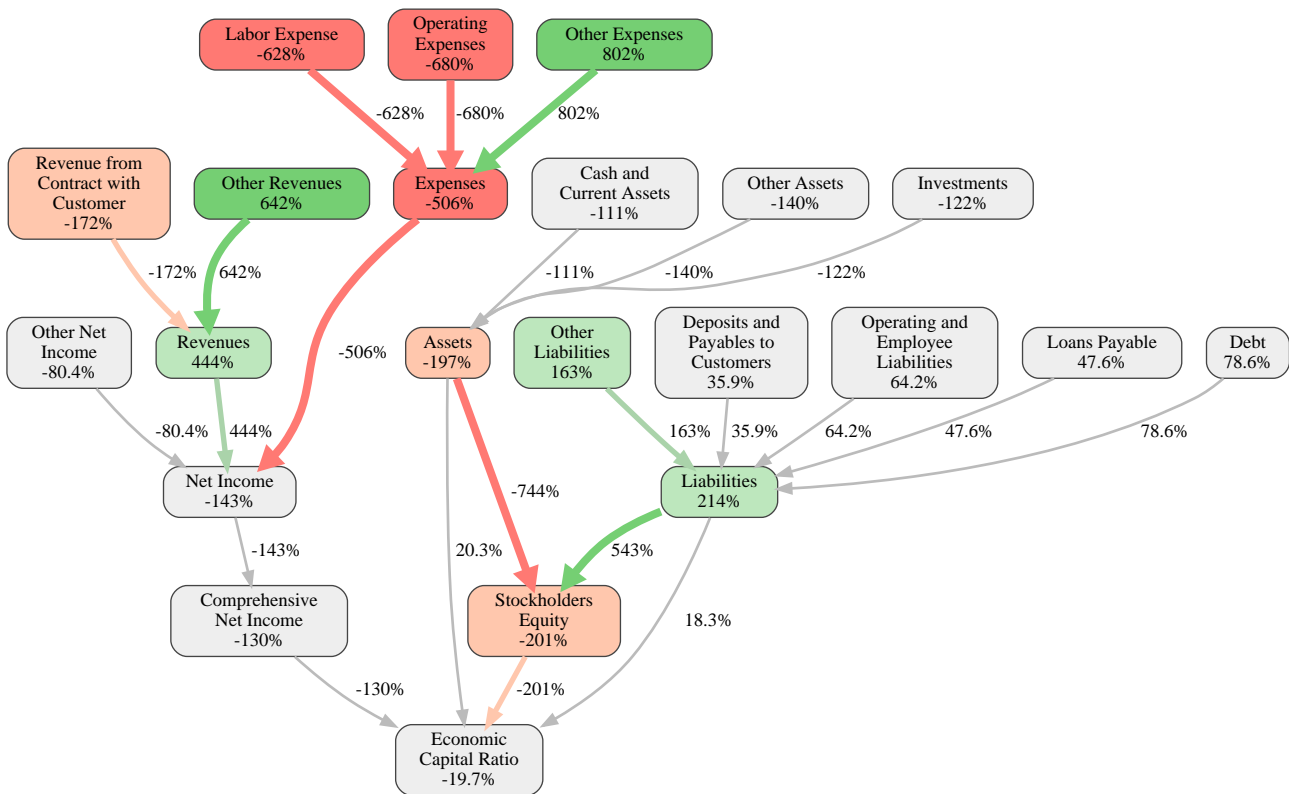 Labor Expense
-628%
Operating
Expenses
-680%
Other Expenses
802%
-628%
-680%
802%
Revenue from
Contract with
Customer
-172%
Other Revenues
642%
Expenses
-506%
Cash and
Current Assets
-111%
Other Assets
-140%
Investments
-122%
-172%
642%
-111%
-140%
-122%
Other Net
Income
-80.4%
Revenues
444%
-506%
Assets
-197%
Other
Liabilities
163%
Deposits and
Payables to
Customers
35.9%
Operating and
Employee
Liabilities
64.2%
Loans Payable
47.6%
Debt
78.6%
-80.4%
444%
163%
35.9%
64.2%
47.6%
78.6%
Net Income
-143%
-744%
Liabilities
214%
-143%
20.3%
543%
Comprehensive
Net Income
-130%
Stockholders
Equity
-201%
18.3%
-130%
-201%
Economic
Capital Ratio
-19.7%